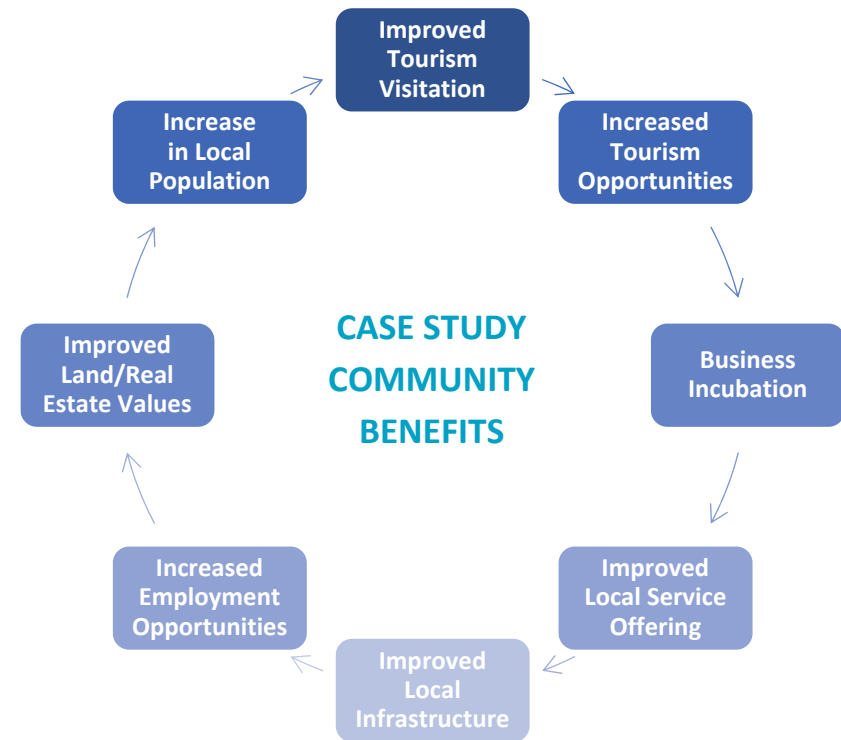 Improved
Tourism
Visitation
Increased
Tourism
Opportunities
Business
Incubation
Improved
Local Service
Offering
Improved
Local
Infrastructure
Increased
Employment
Opportunities
Improved
Land/Real
Estate Values
Increase
in Local
Population
CASE STUDY
COMMUNITY
BENEFITS